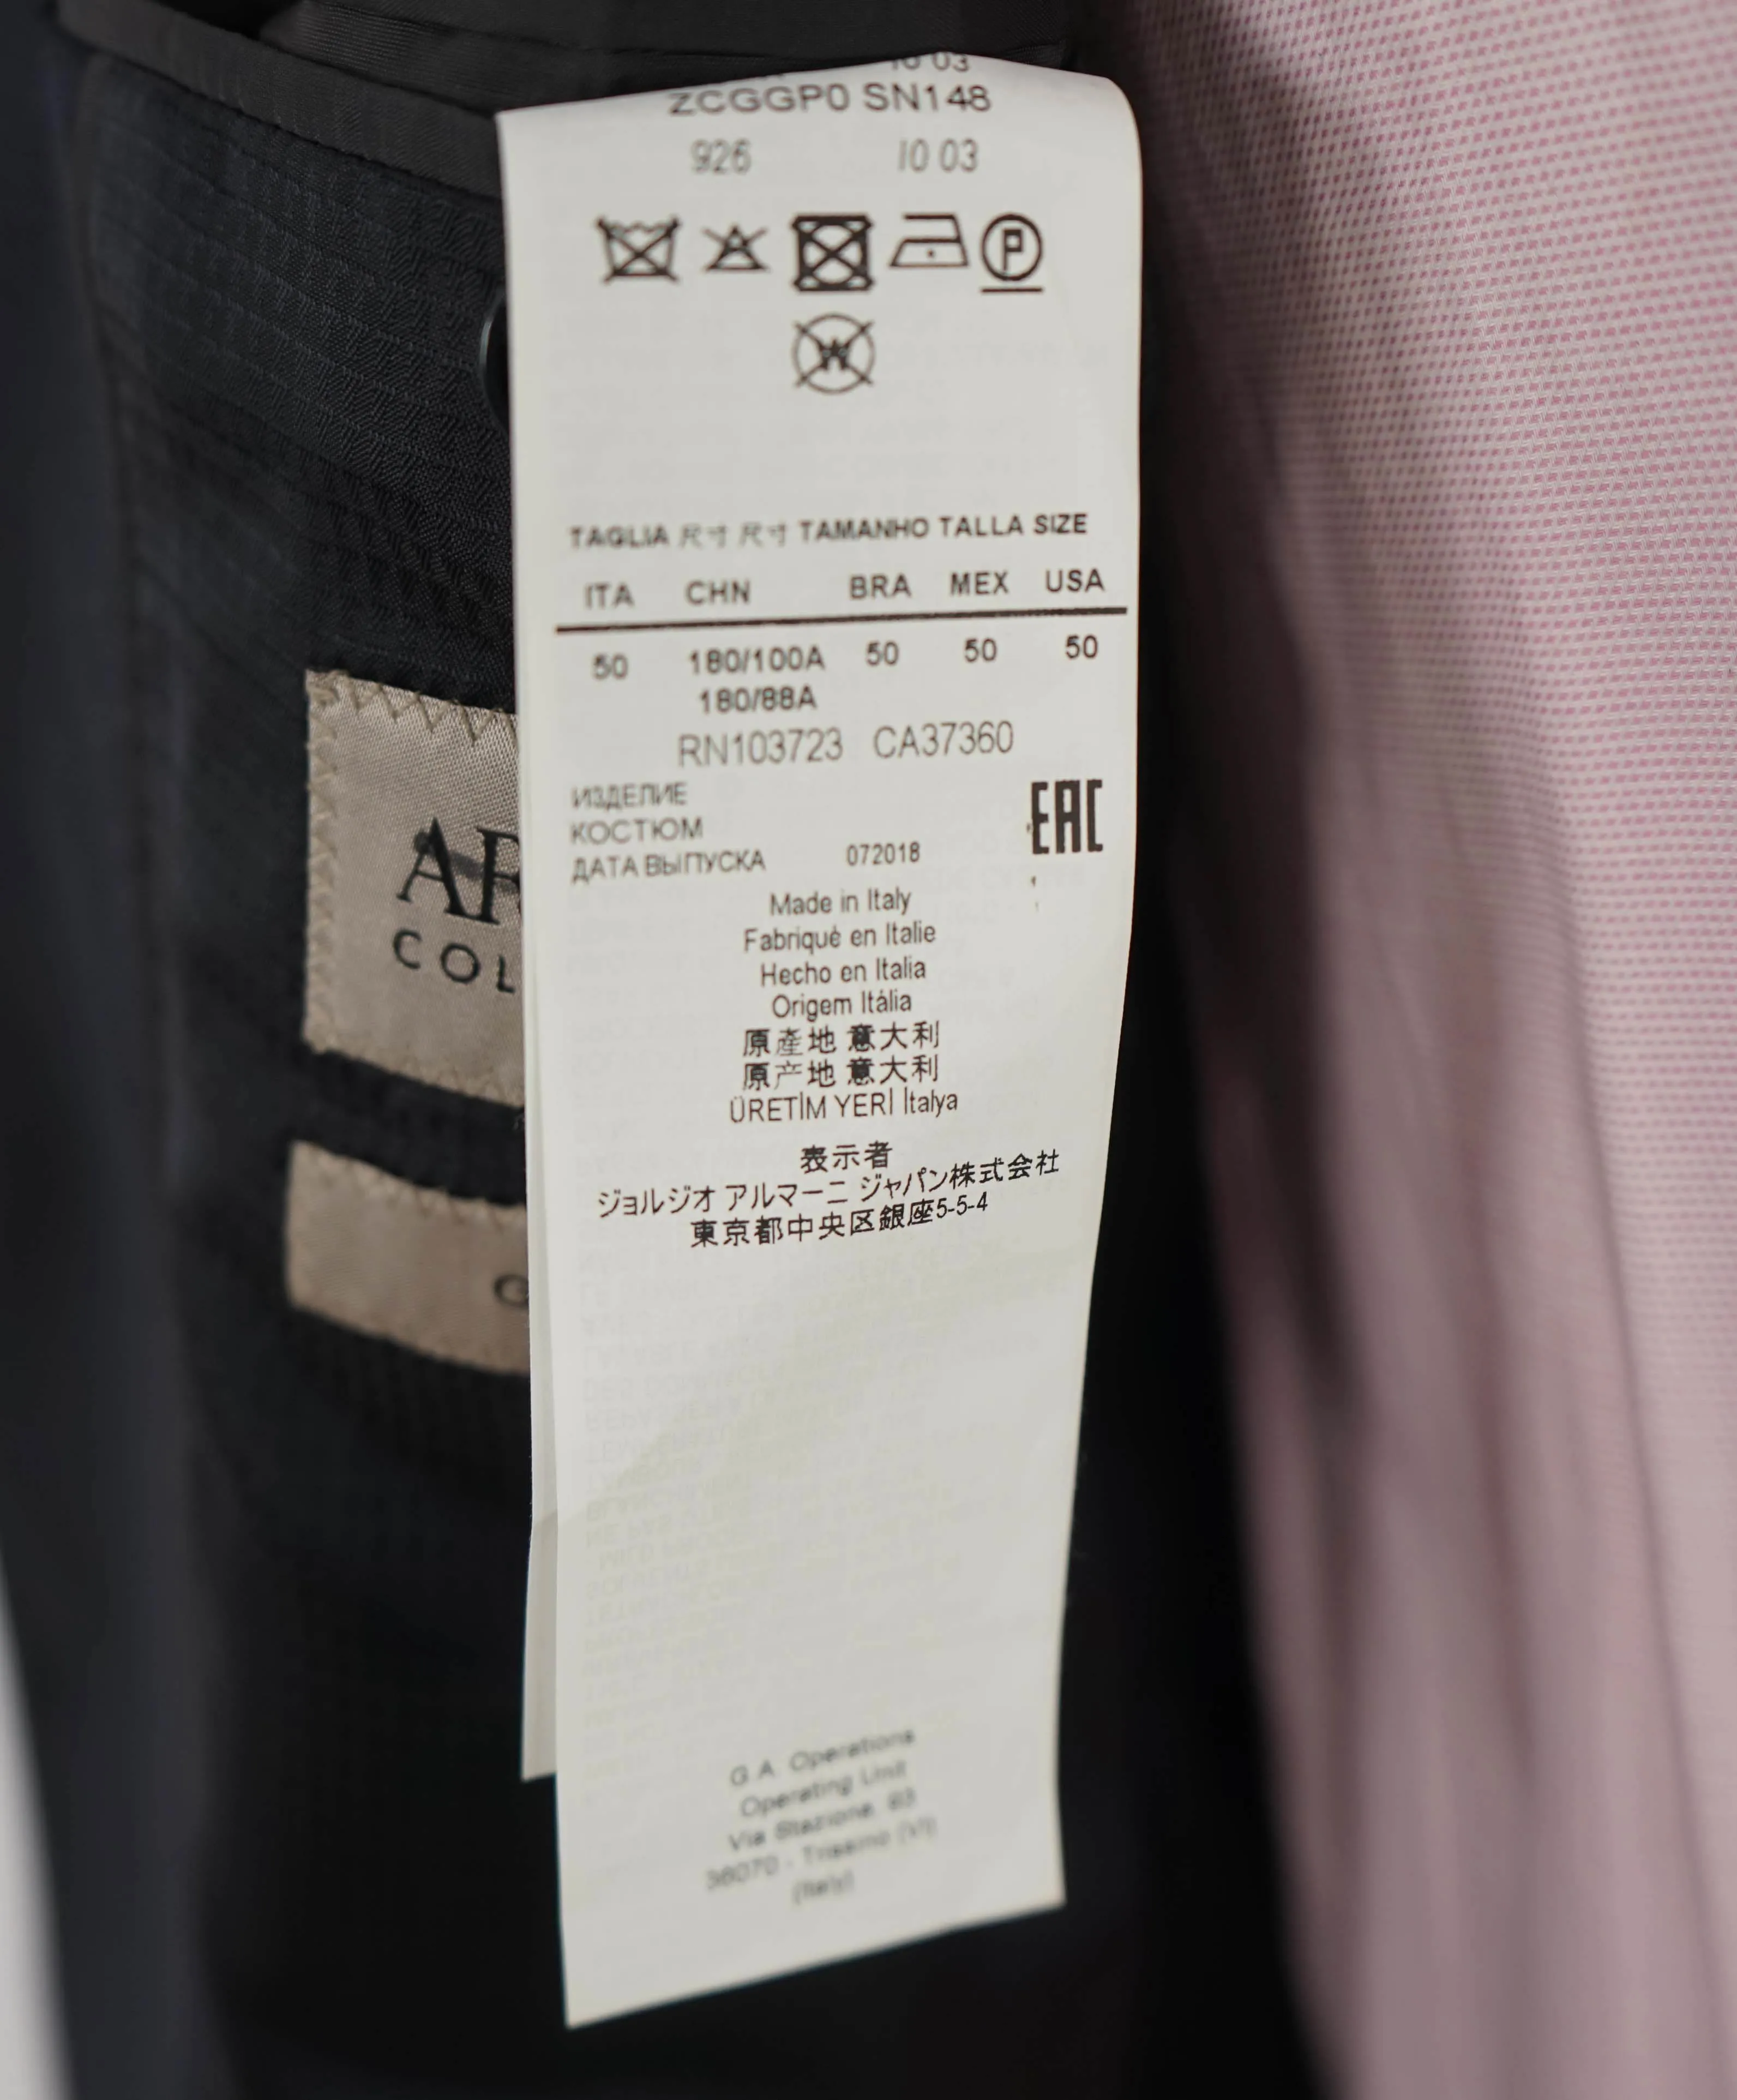 10 03
ZCGGP0 SN148
926 10 03
P
W
TAGLIA 尺寸 尺寸 TAMANHO TALLA SIZE
ITA CHN BRA MEX USA
50 180/100A 50 50 50
180/88A
RN103723 CA37360
ИЗДЕЛИЕ
КОСТЮМ
ДАТА ВЫПУСКА 072018
EAC
Made in Italy
Fabriqué en Italie
Hecho en Italia
Origem Itália
原產地 意大利
原产地 意大利
ÜRETİM YERİ İtalya
表示者
ジョルジオ アルマーニ ジャパン株式会社
東京都中央区銀座5-5-4
G.A. Operations
Operating Unit
Via Stazione, 93
36070 - Trissino (VI)
(Italy)
AR
COL
G